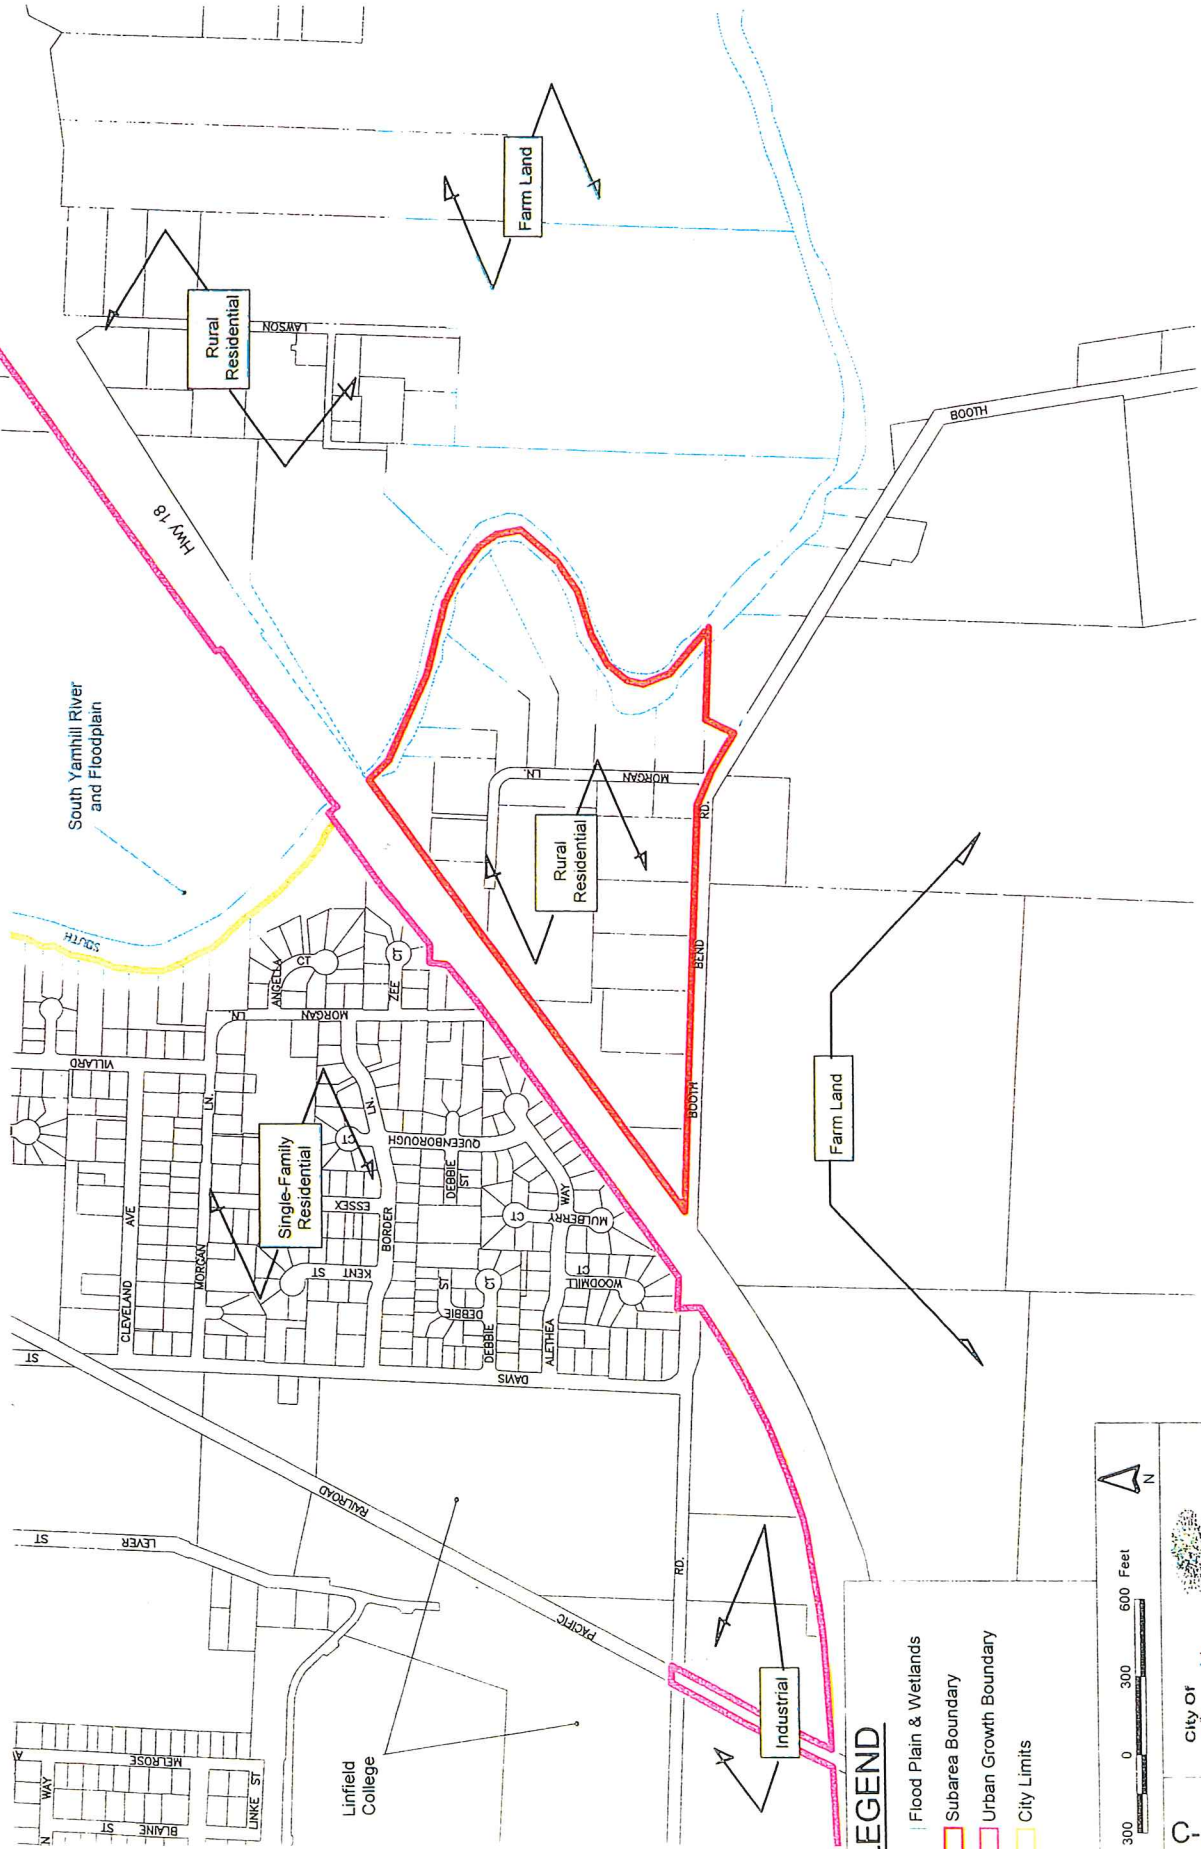 South Yamhill River
and Floodplain
Hwy 18
Rural
Residential
LAWSON
Farm Land
BOOTH
SOUTH
ANGELLA
CT
ZEE
CT
MORGAN
LN
VILLARD
CLEVELAND
AVE
MORGAN
LN.
LN.
CT
QUEENBOROUGH
Single-Family
Residential
ESSEX
BORDER
KENT
ST
DEBBIE
ST
DEBBIE
ST
DEBBIE
CT
CT
MULBERRY
WAY
WOODMILL
CT
ALETHEA
DAVIS
ST
LN.
MORGAN
Rural
Residential
RD.
BEND
BOOTH
Farm Land
RAILROAD
PACIFIC
LEVER
ST
RD.
Linfield
College
MELROSE
WAY
N
BLAINE
ST
LINKE
ST
Industrial
EGEND
Flood Plain & Wetlands
Subarea Boundary
Urban Growth Boundary
City Limits
300
0
300
600 Feet
N
City Of
C-